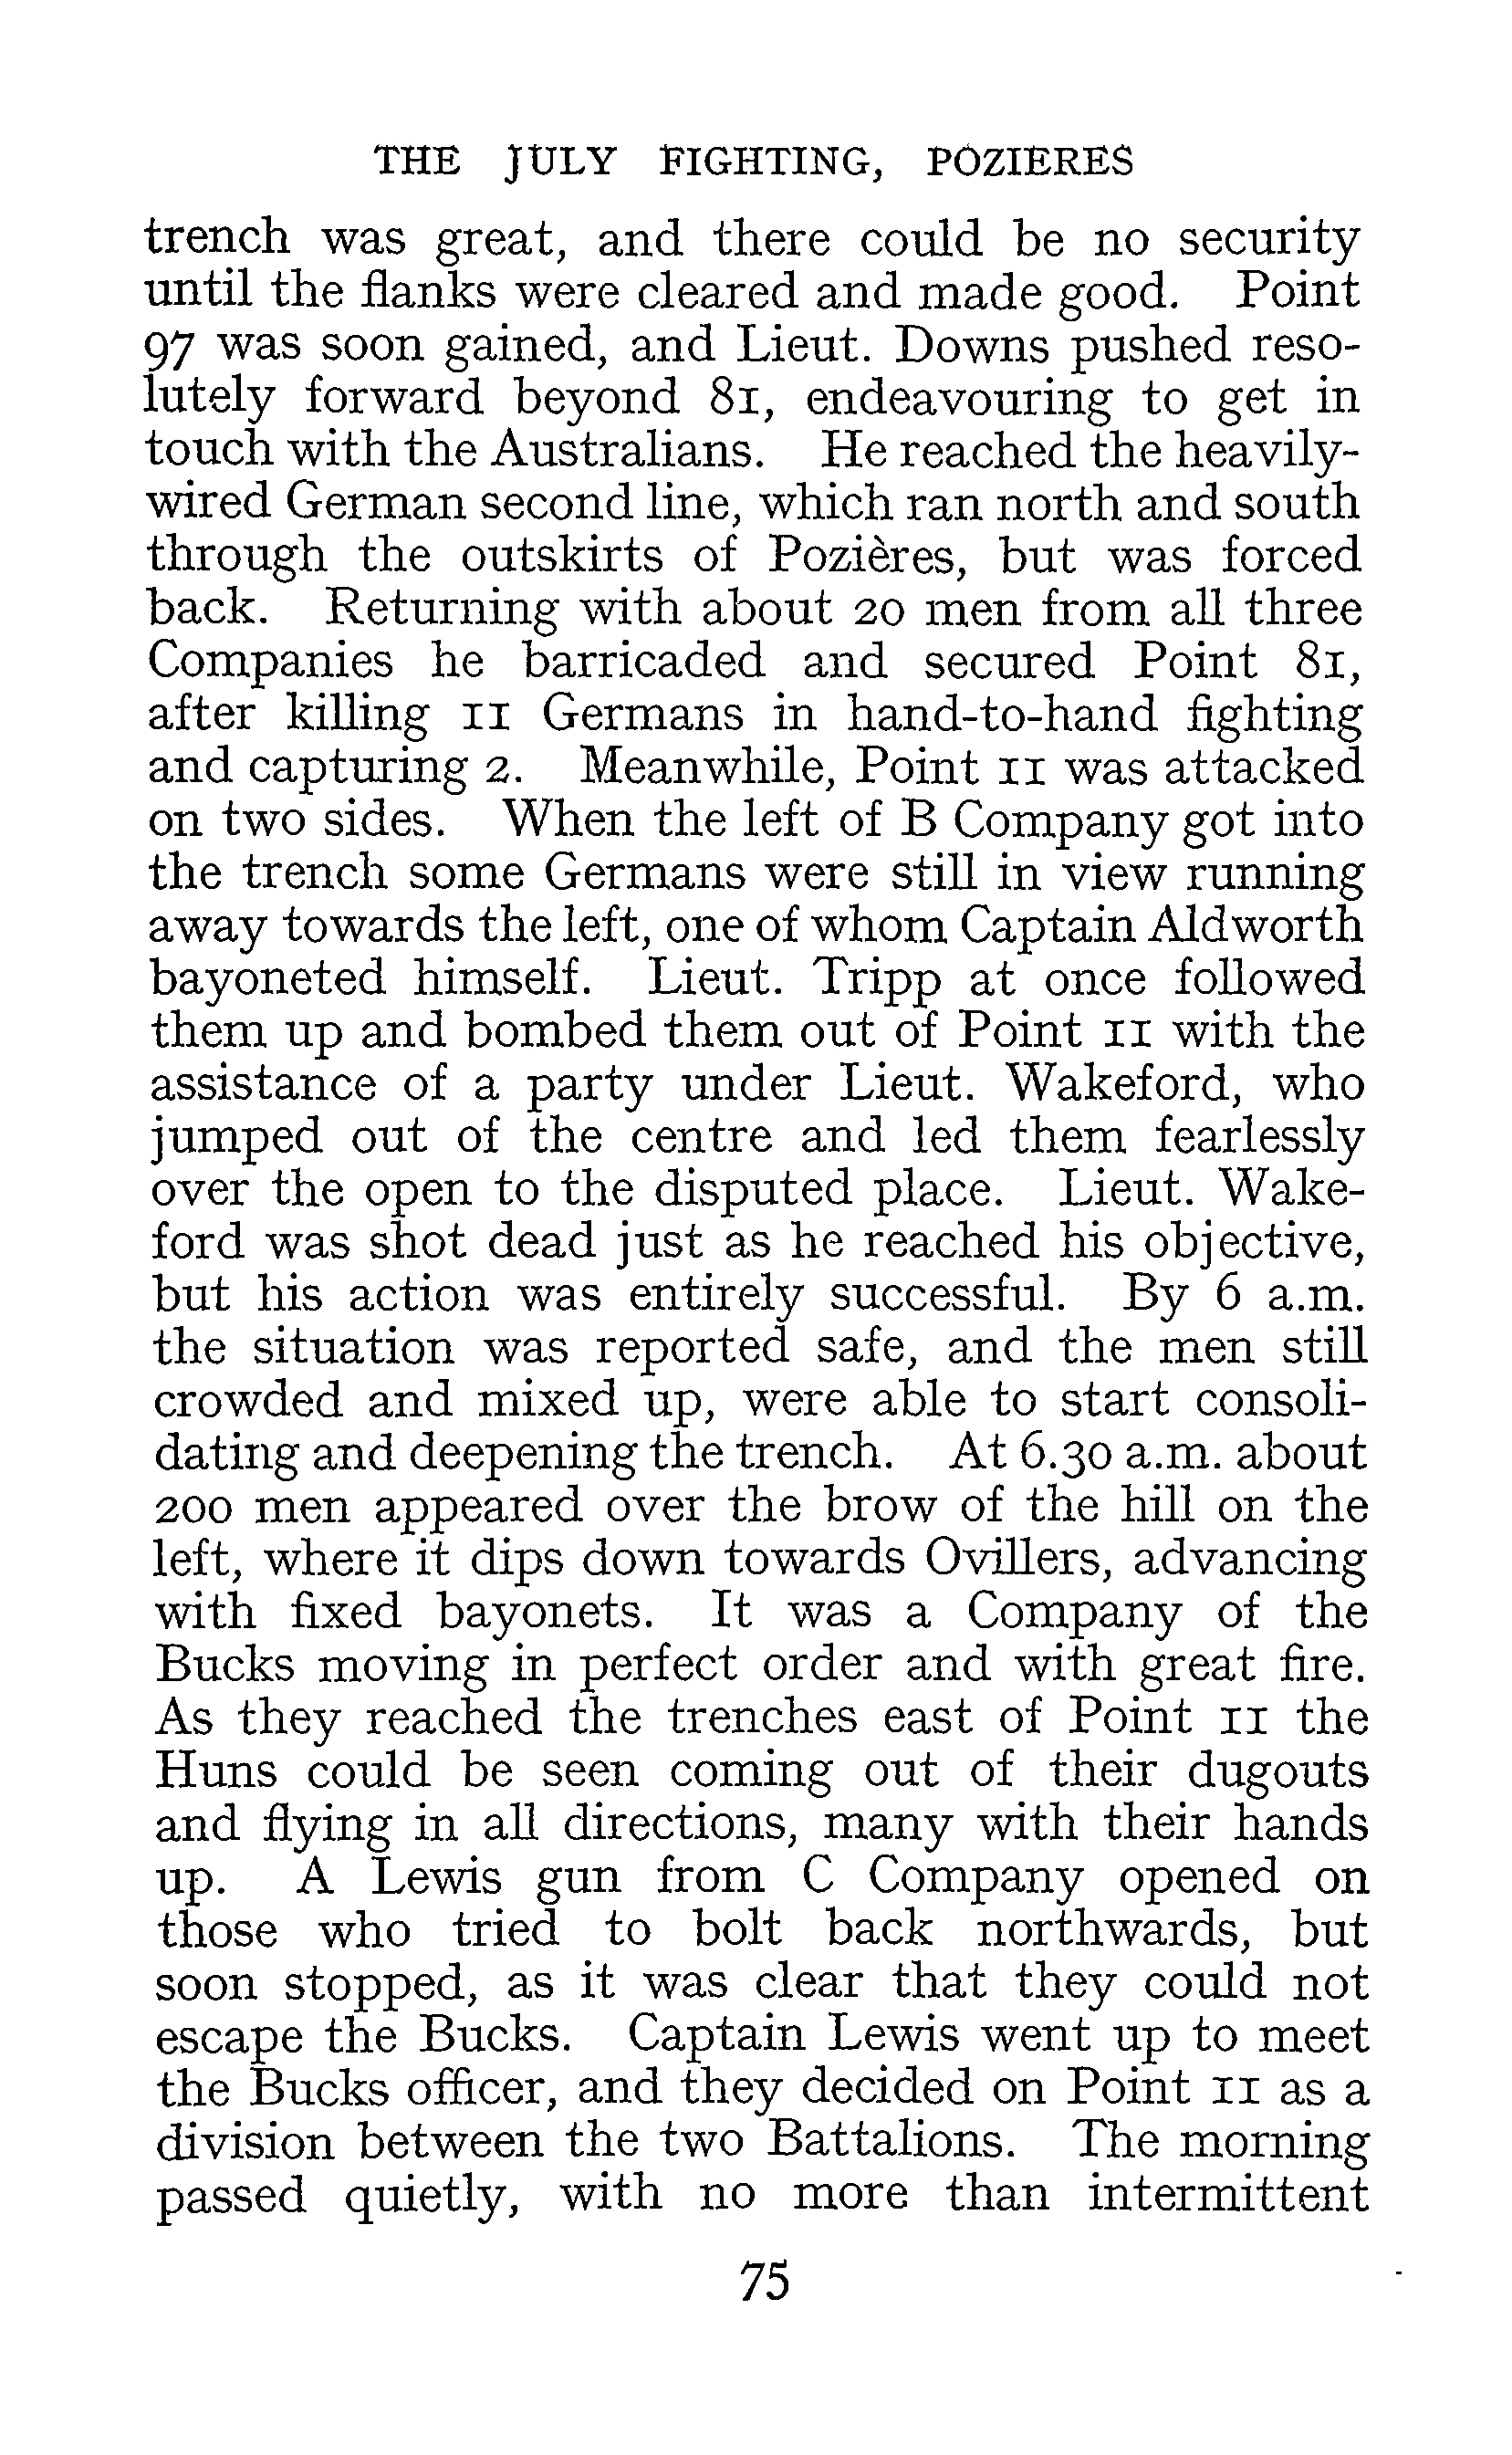 THE JULY FIGHTING, POZIERES
trench was great, and there could be no security
until the flanks were cleared and made good. Point
97 was soon gained, and Lieut. Downs pushed reso-
lutely forward beyond 81, endeavouring to get in
touch with the Australians. He reached the heavily-
wired German second line, which ran north and south
through the outskirts of Pozières, but was forced
back. Returning with about 20 men from all three
Companies he barricaded and secured Point 81,
after killing 11 Germans in hand-to-hand fighting
and capturing 2. Meanwhile, Point 11 was attacked
on two sides. When the left of B Company got into
the trench some Germans were still in view running
away towards the left, one of whom Captain Aldworth
bayoneted himself. Lieut. Tripp at once followed
them up and bombed them out of Point 11 with the
assistance of a party under Lieut. Wakeford, who
jumped out of the centre and led them fearlessly
over the open to the disputed place. Lieut. Wake-
ford was shot dead just as he reached his objective,
but his action was entirely successful. By 6 a.m.
the situation was reported safe, and the men still
crowded and mixed up, were able to start consoli-
dating and deepening the trench. At 6.30 a.m. about
200 men appeared over the brow of the hill on the
left, where it dips down towards Ovillers, advancing
with fixed bayonets. It was a Company of the
Bucks moving in perfect order and with great fire.
As they reached the trenches east of Point 11 the
Huns could be seen coming out of their dugouts
and flying in all directions, many with their hands
up. A Lewis gun from C Company opened on
those who tried to bolt back northwards, but
soon stopped, as it was clear that they could not
escape the Bucks. Captain Lewis went up to meet
the Bucks officer, and they decided on Point 11 as a
division between the two Battalions. The morning
passed quietly, with no more than intermittent
75